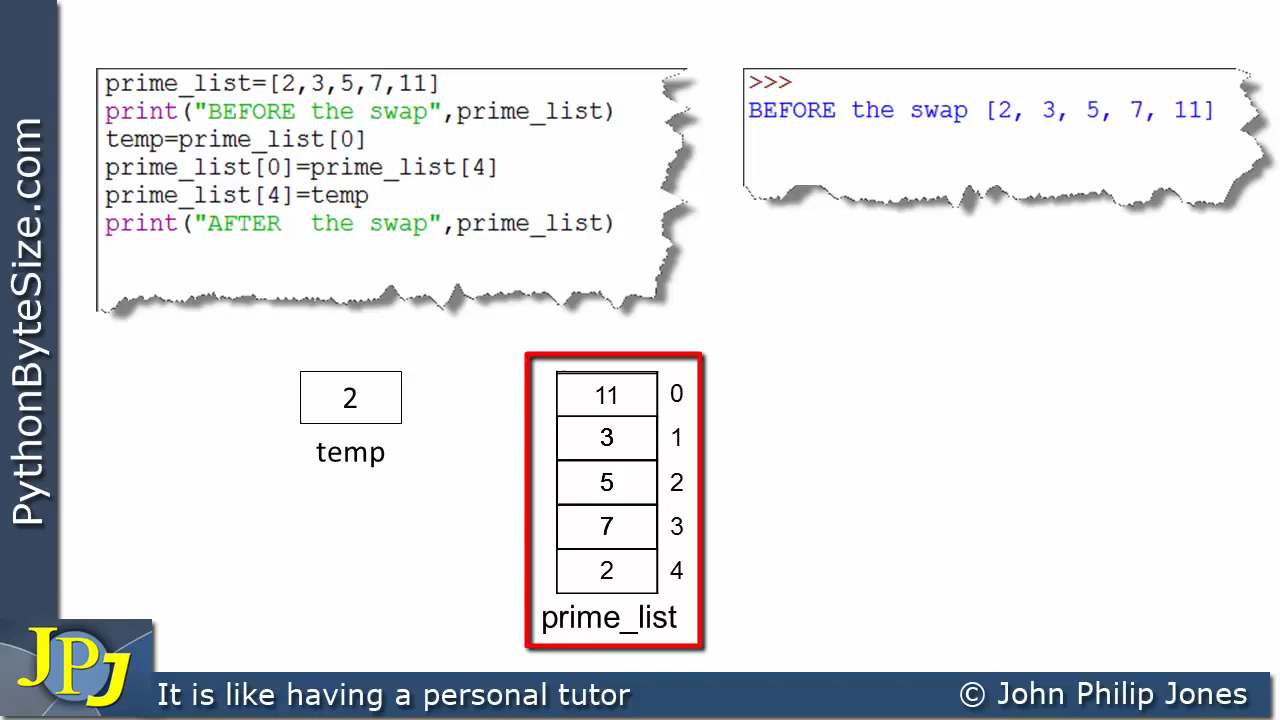 PythonByteSize.com
prime_list=[2,3,5,7,11]
print("BEFORE the swap",prime_list)
temp=prime_list[0]
prime_list[0]=prime_list[4]
prime_list[4]=temp
print("AFTER  the swap",prime_list)
>>>
BEFORE the swap [2, 3, 5, 7, 11]
2
temp
11 0
3 1
5 2
7 3
2 4
prime_list
JPJ
It is like having a personal tutor
© John Philip Jones